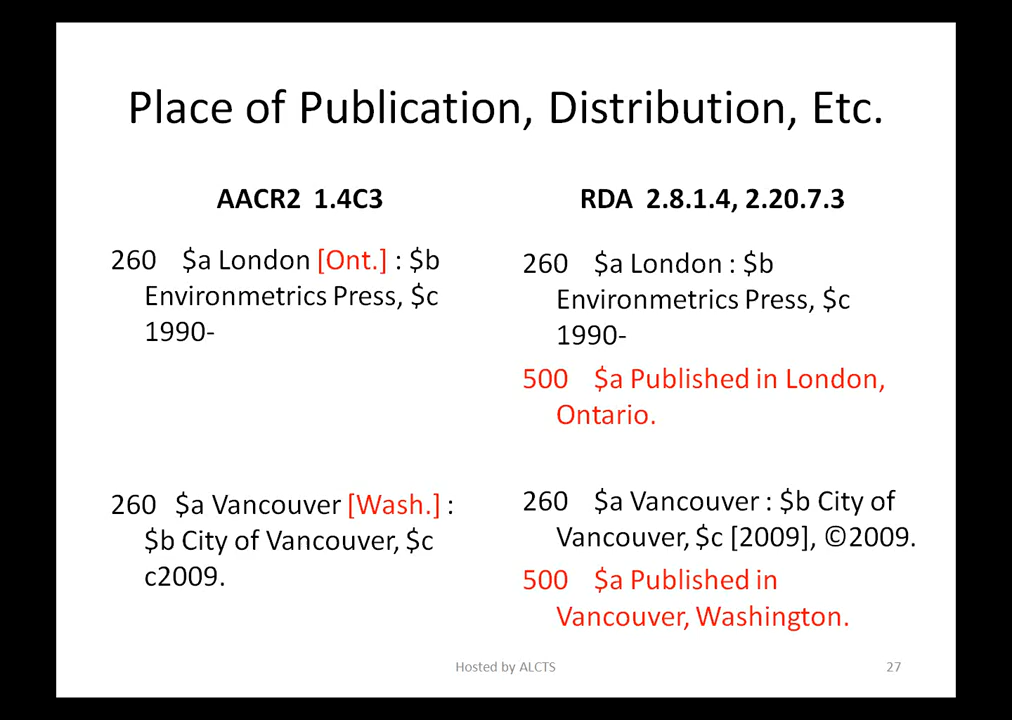 Place of Publication, Distribution, Etc.
AACR2 1.4C3
260 $a London [Ont.] : $b
Environmetrics Press, $c
1990-
260 $a Vancouver [Wash.] :
$b City of Vancouver, $c
c2009.
RDA 2.8.1.4, 2.20.7.3
260 $a London : $b
Environmetrics Press, $c
1990-
500 $a Published in London,
Ontario.
260 $a Vancouver : $b City of
Vancouver, $c [2009], ©2009.
500 $a Published in
Vancouver, Washington.
Hosted by ALCTS
27